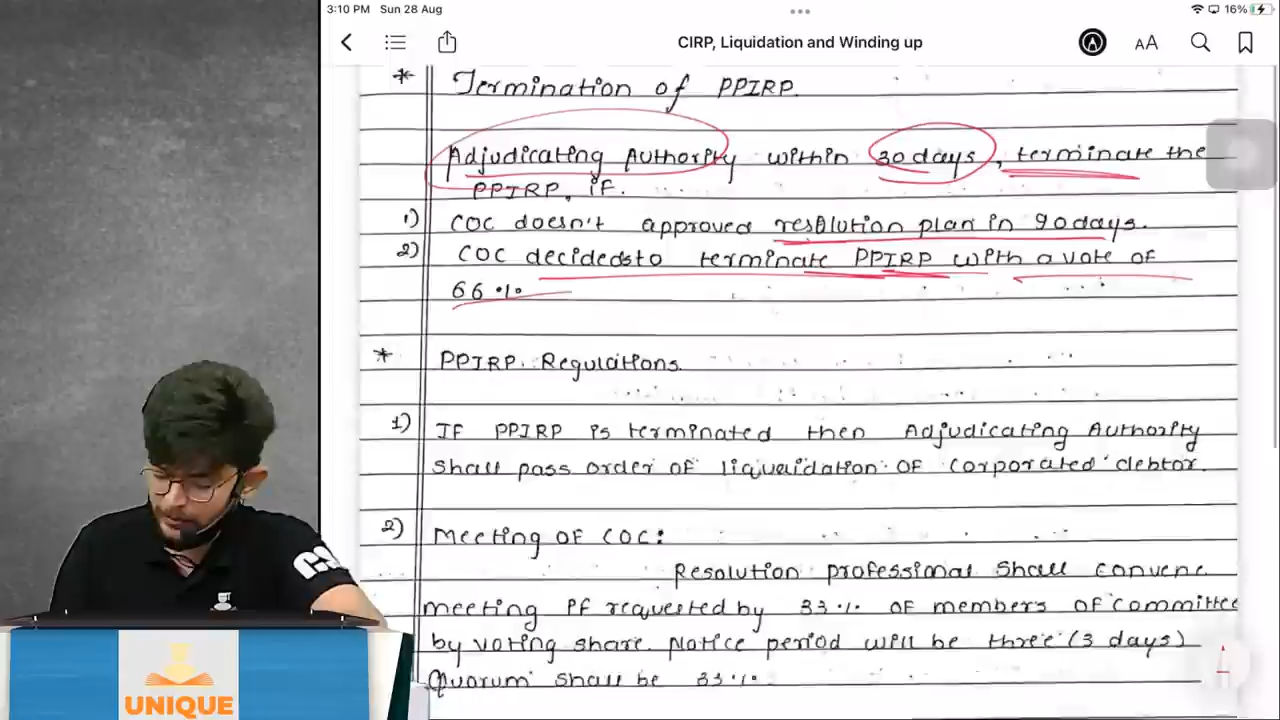 3:10 PM Sun 28 Aug
16%
CIRP, Liquidation and Winding up
AA
* Termination of PPIRP.
Adjudicating Authority within 30 days, terminate the
PPIRP, if.
1) COC doesn't approved resolution plan in 90 days.
2) COC decides to terminate PPIRP with a vote of
66 %
* PPIRP Regulations.
1) IF PPIRP is terminated then Adjudicating Authority
shall pass order of liquaidation of corporated debtor.
2) Meeting of COC:
Resolution professional shall convene
meeting if requested by 33% of members of committee
by voting share. Notice period will be three (3 days)
Quorum shall be 33%
CS
UNIQUE